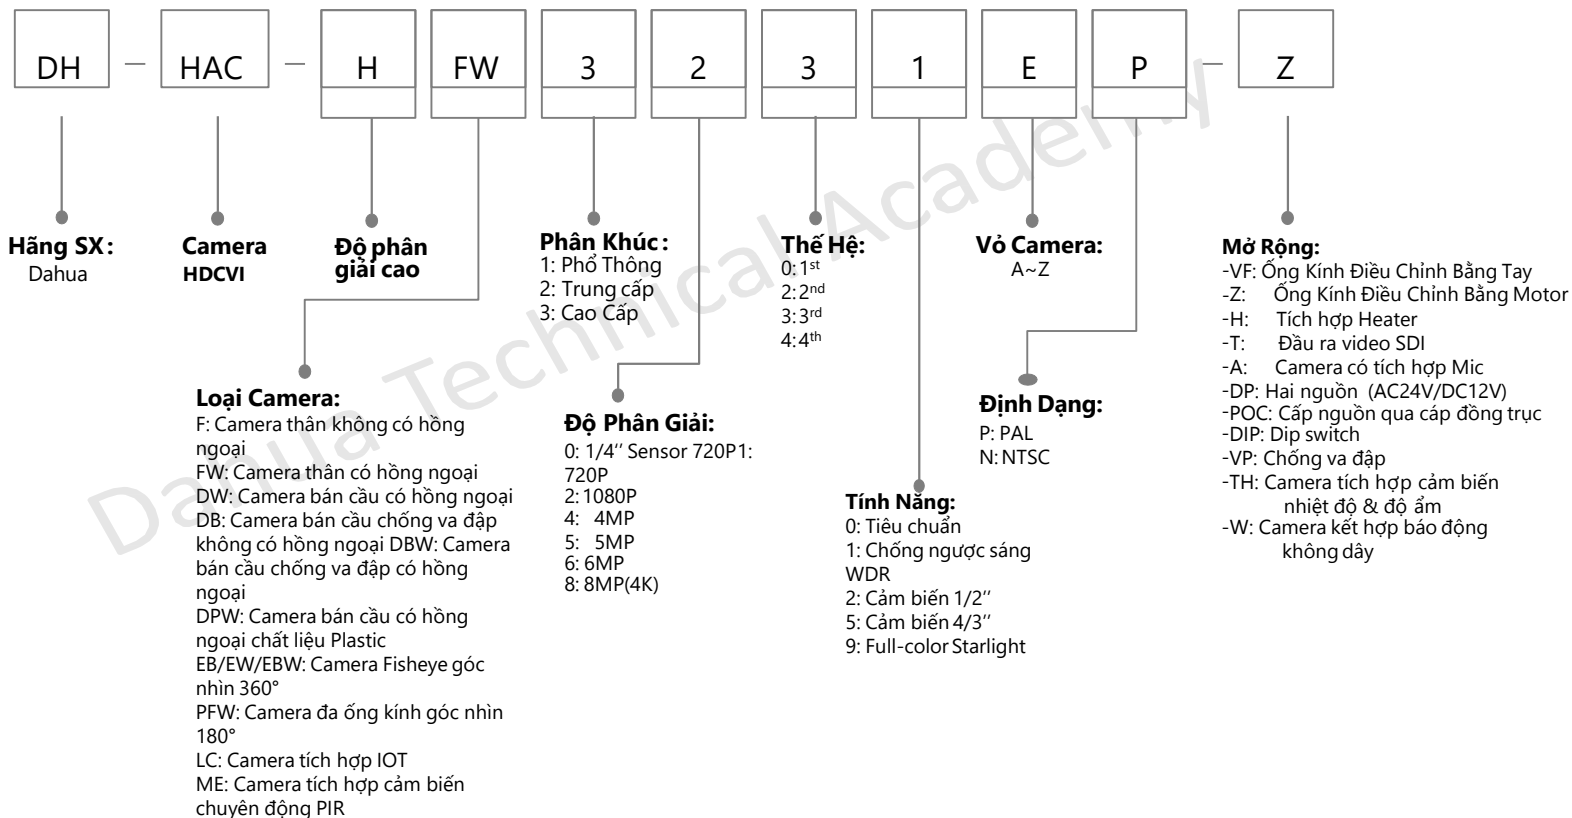 DH — HAC — H FW 3 2 3 1 E P — Z
Hãng SX:
Dahua
Camera
HDCVI
Độ phân
giải cao
Phân Khúc:
1: Phổ Thông
2: Trung cấp
3: Cao Cấp
Thế Hệ:
0: 1st
2: 2nd
3: 3rd
4: 4th
Vỏ Camera:
A~Z
Mở Rộng:
-VF: Ống Kính Điều Chỉnh Bằng Tay
-Z: Ống Kính Điều Chỉnh Bằng Motor
-H: Tích hợp Heater
-T: Đầu ra video SDI
-A: Camera có tích hợp Mic
-DP: Hai nguồn (AC24V/DC12V)
-POC: Cấp nguồn qua cáp đồng trục
-DIP: Dip switch
-VP: Chống va đập
-TH: Camera tích hợp cảm biến
nhiệt độ & độ ẩm
-W: Camera kết hợp báo động
không dây
Loại Camera:
F: Camera thân không có hồng
ngoại
FW: Camera thân có hồng ngoại
DW: Camera bán cầu có hồng ngoại
DB: Camera bán cầu chống va đập
không có hồng ngoại DBW: Camera
bán cầu chống va đập có hồng
ngoại
DPW: Camera bán cầu có hồng
ngoại chất liệu Plastic
EB/EW/EBW: Camera Fisheye góc
nhìn 360°
PFW: Camera đa ống kính góc nhìn
180°
LC: Camera tích hợp IOT
ME: Camera tích hợp cảm biến
chuyên động PIR
Độ Phân Giải:
0: 1/4’’ Sensor 720P1:
720P
2: 1080P
4: 4MP
5: 5MP
6: 6MP
8: 8MP(4K)
Định Dạng:
P: PAL
N: NTSC
Tính Năng:
0: Tiêu chuẩn
1: Chống ngược sáng
WDR
2: Cảm biến 1/2’’
5: Cảm biến 4/3’’
9: Full-color Starlight
Dahua Technical Academy